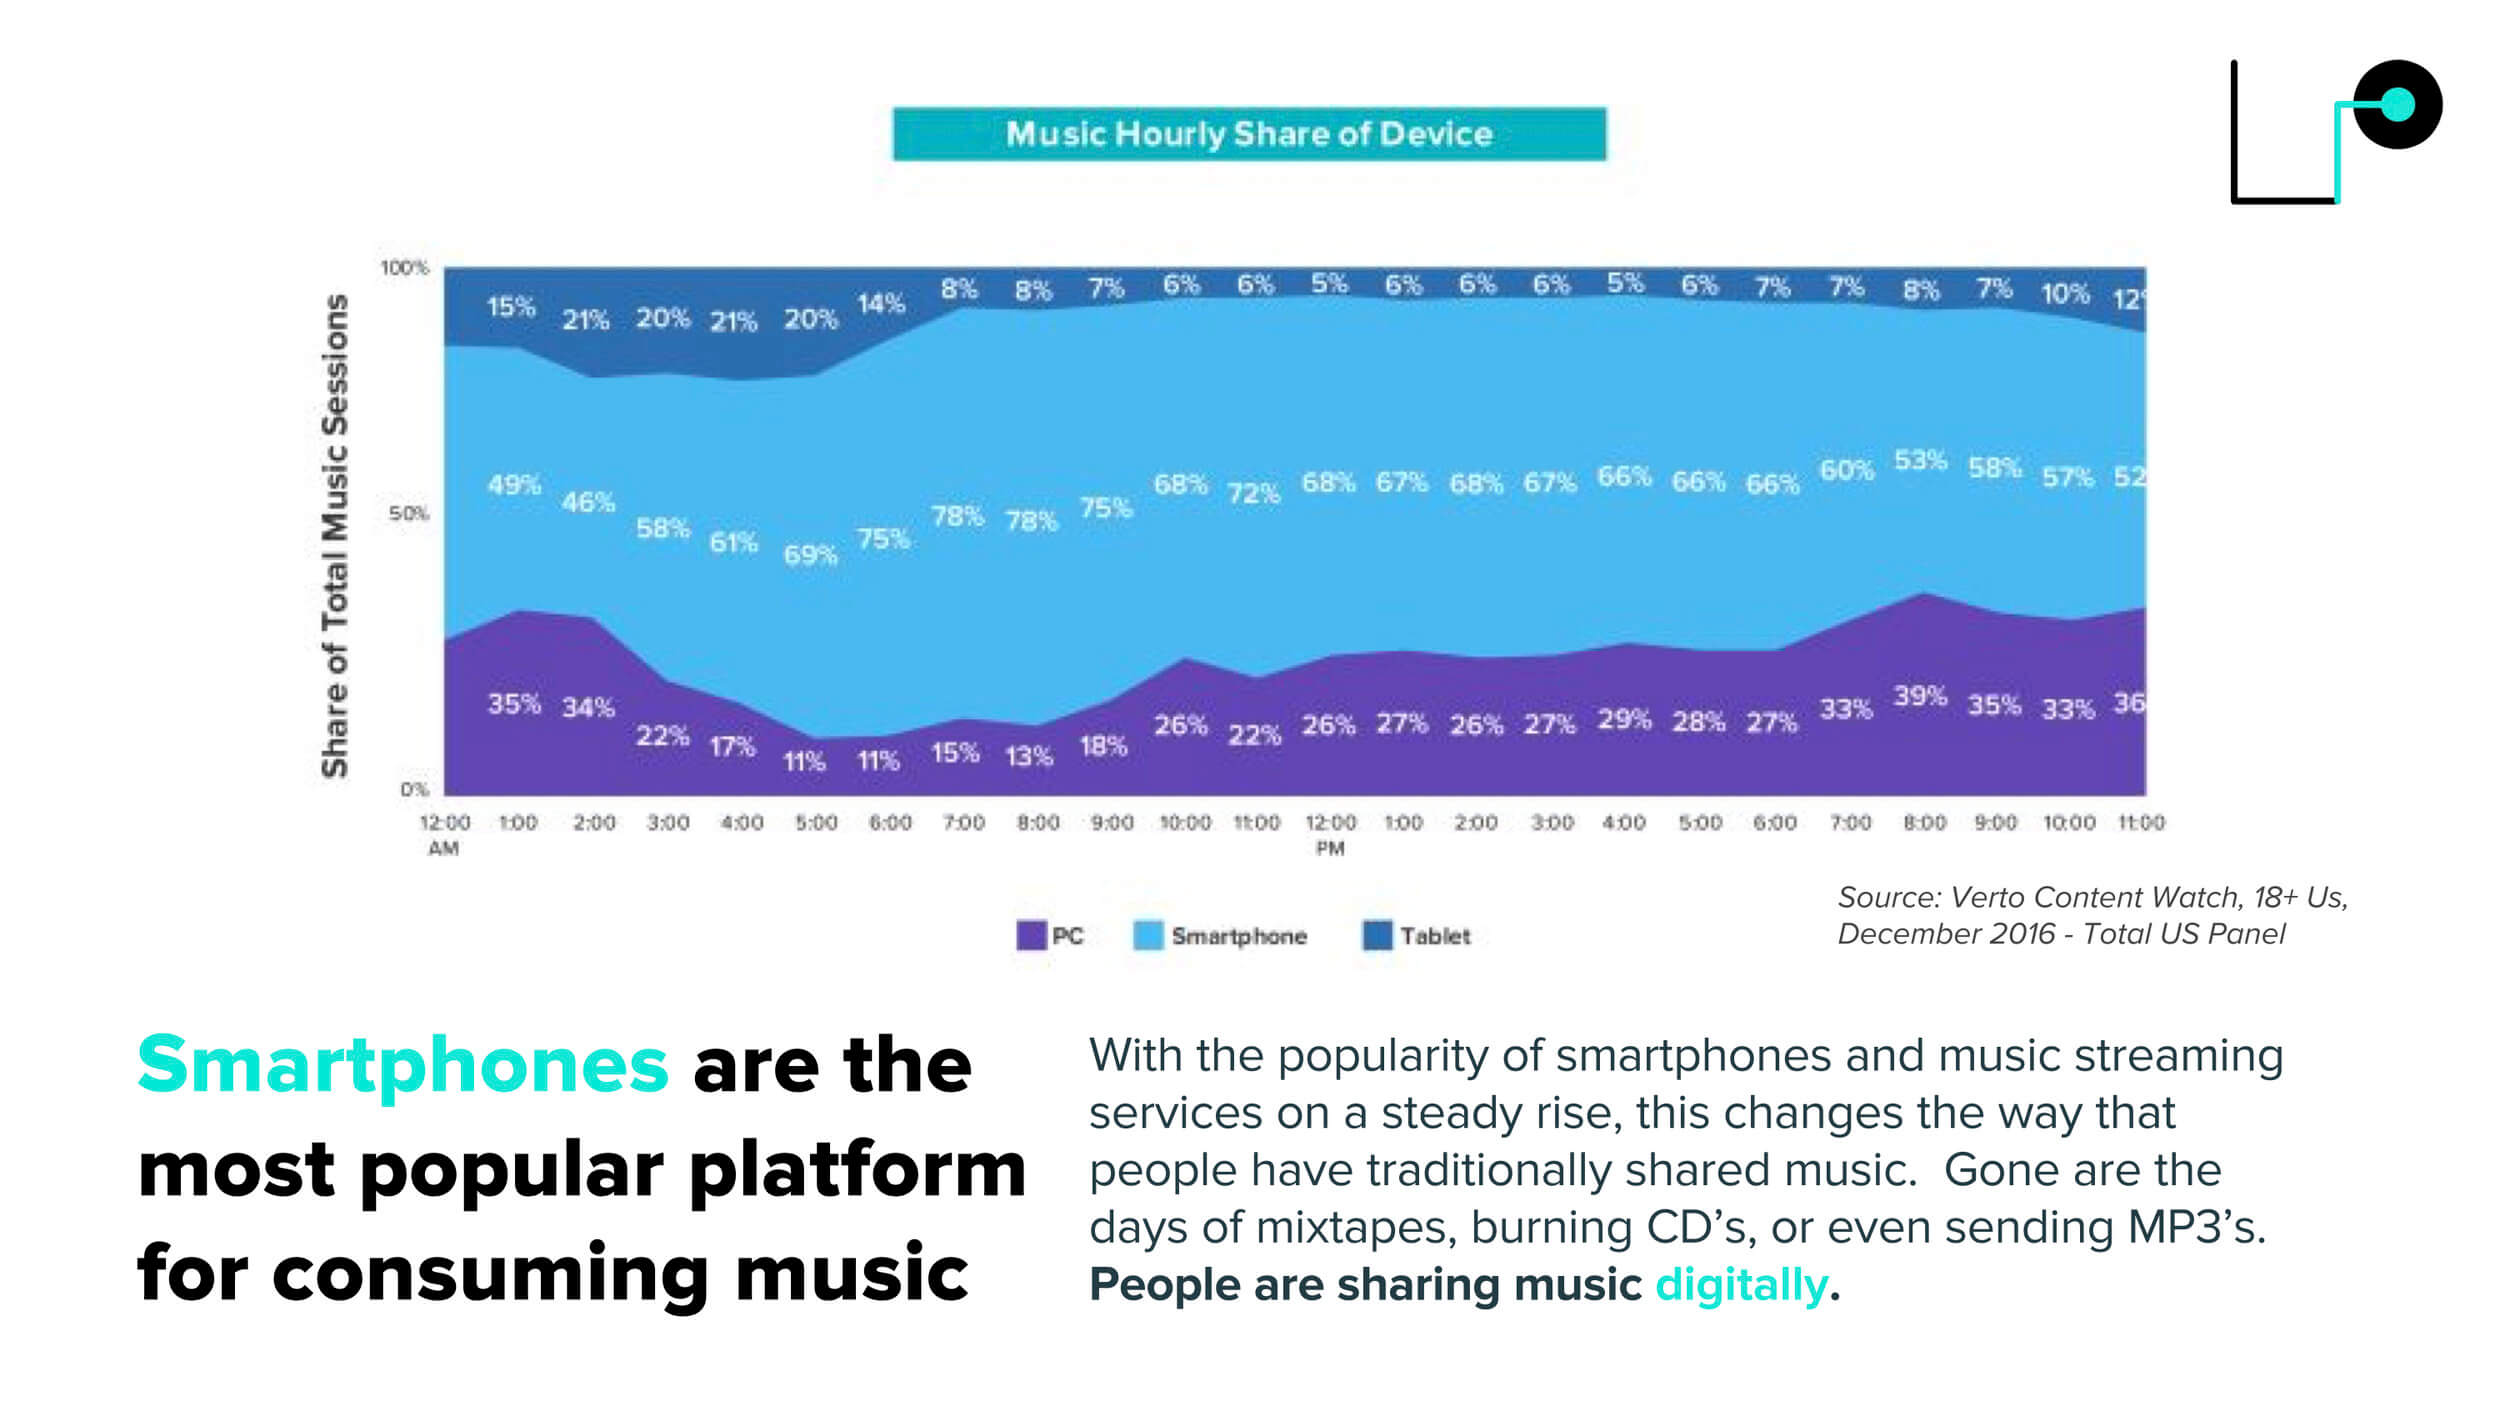 Music Hourly Share of Device
Share of Total Music Sessions
100%
50%
0%
15% 21% 20% 21% 20% 14% 8% 8% 7% 6% 6% 5% 6% 6% 6% 5% 6% 7% 7% 8% 7% 10% 12
49% 46% 58% 61% 69% 75% 78% 78% 75% 68% 72% 68% 67% 68% 67% 66% 66% 66% 60% 53% 58% 57% 52
35% 34% 22% 17% 11% 11% 15% 13% 18% 26% 22% 26% 27% 26% 27% 29% 28% 27% 33% 39% 35% 33% 36
12:00 1:00 2:00 3:00 4:00 5:00 6:00 7:00 8:00 9:00 10:00 11:00 12:00 1:00 2:00 3:00 4:00 5:00 6:00 7:00 8:00 9:00 10:00 11:00
AM PM
PC Smartphone Tablet
Source: Verto Content Watch, 18+ Us,
December 2016 - Total US Panel
Smartphones are the
most popular platform
for consuming music
With the popularity of smartphones and music streaming
services on a steady rise, this changes the way that
people have traditionally shared music. Gone are the
days of mixtapes, burning CD’s, or even sending MP3’s.
People are sharing music digitally.